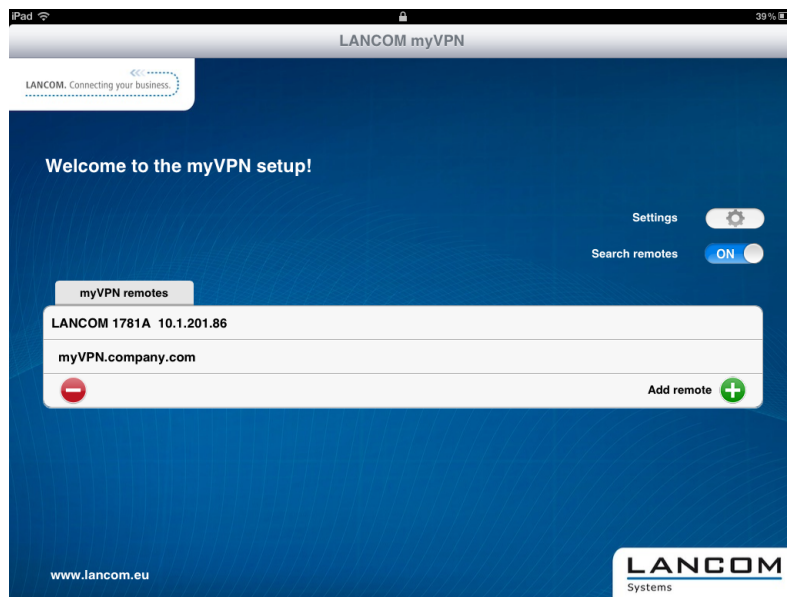 iPad 39%
LANCOM myVPN
LANCOM. Connecting your business.
Welcome to the myVPN setup!
Settings
Search remotes ON
myVPN remotes
LANCOM 1781A 10.1.201.86
myVPN.company.com
Add remote
www.lancom.eu
LANCOM
Systems